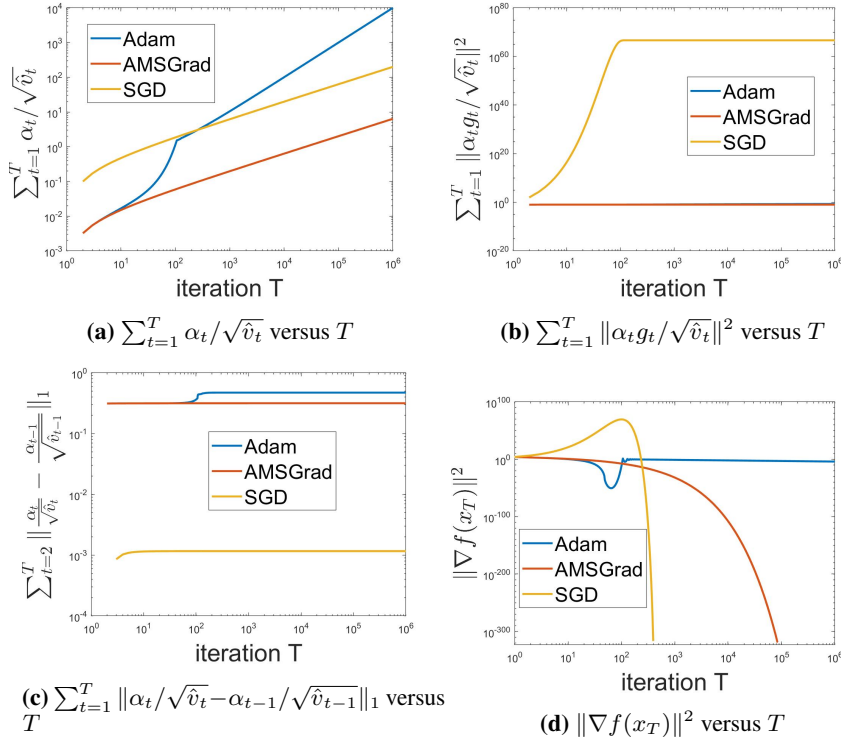 10^4
10^3
10^2
10^1
10^0
10^-1
10^-2
10^-3
10^0 10^1 10^2 10^3 10^4 10^5 10^6
∑_{t=1}^{T} α_t/√v̂_t
Adam
AMSGrad
SGD
iteration T
(a) ∑_{t=1}^{T} α_t/√v̂_t versus T
10^80
10^60
10^40
10^20
10^0
10^-20
10^0 10^1 10^2 10^3 10^4 10^5 10^6
∑_{t=1}^{T} ‖α_t g_t/√v̂_t‖^2
Adam
AMSGrad
SGD
iteration T
(b) ∑_{t=1}^{T} ‖α_t g_t/√v̂_t‖^2 versus T
10^0
10^-1
10^-2
10^-3
10^-4
10^0 10^1 10^2 10^3 10^4 10^5 10^6
∑_{t=2}^{T} ‖α_t/√v̂_t − α_{t-1}/√v̂_{t-1}‖_1
Adam
AMSGrad
SGD
iteration T
(c) ∑_{t=1}^{T} ‖α_t/√v̂_t−α_{t-1}/√v̂_{t-1}‖_1 versus
T
10^100
10^0
10^-100
10^-200
10^-300
10^0 10^1 10^2 10^3 10^4 10^5 10^6
‖∇f(x_T)‖^2
Adam
AMSGrad
SGD
iteration T
(d) ‖∇f(x_T)‖^2 versus T